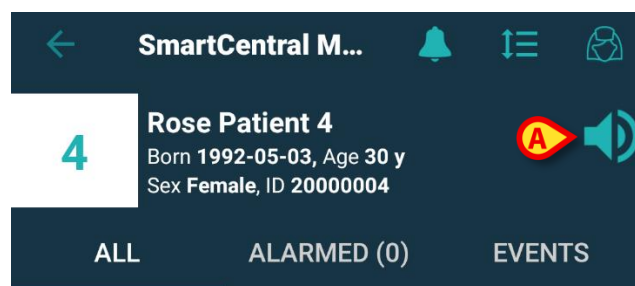 SmartCentral M...
4
Rose Patient 4
Born 1992-05-03, Age 30 y
Sex Female, ID 20000004
A
ALL ALARMED (0) EVENTS